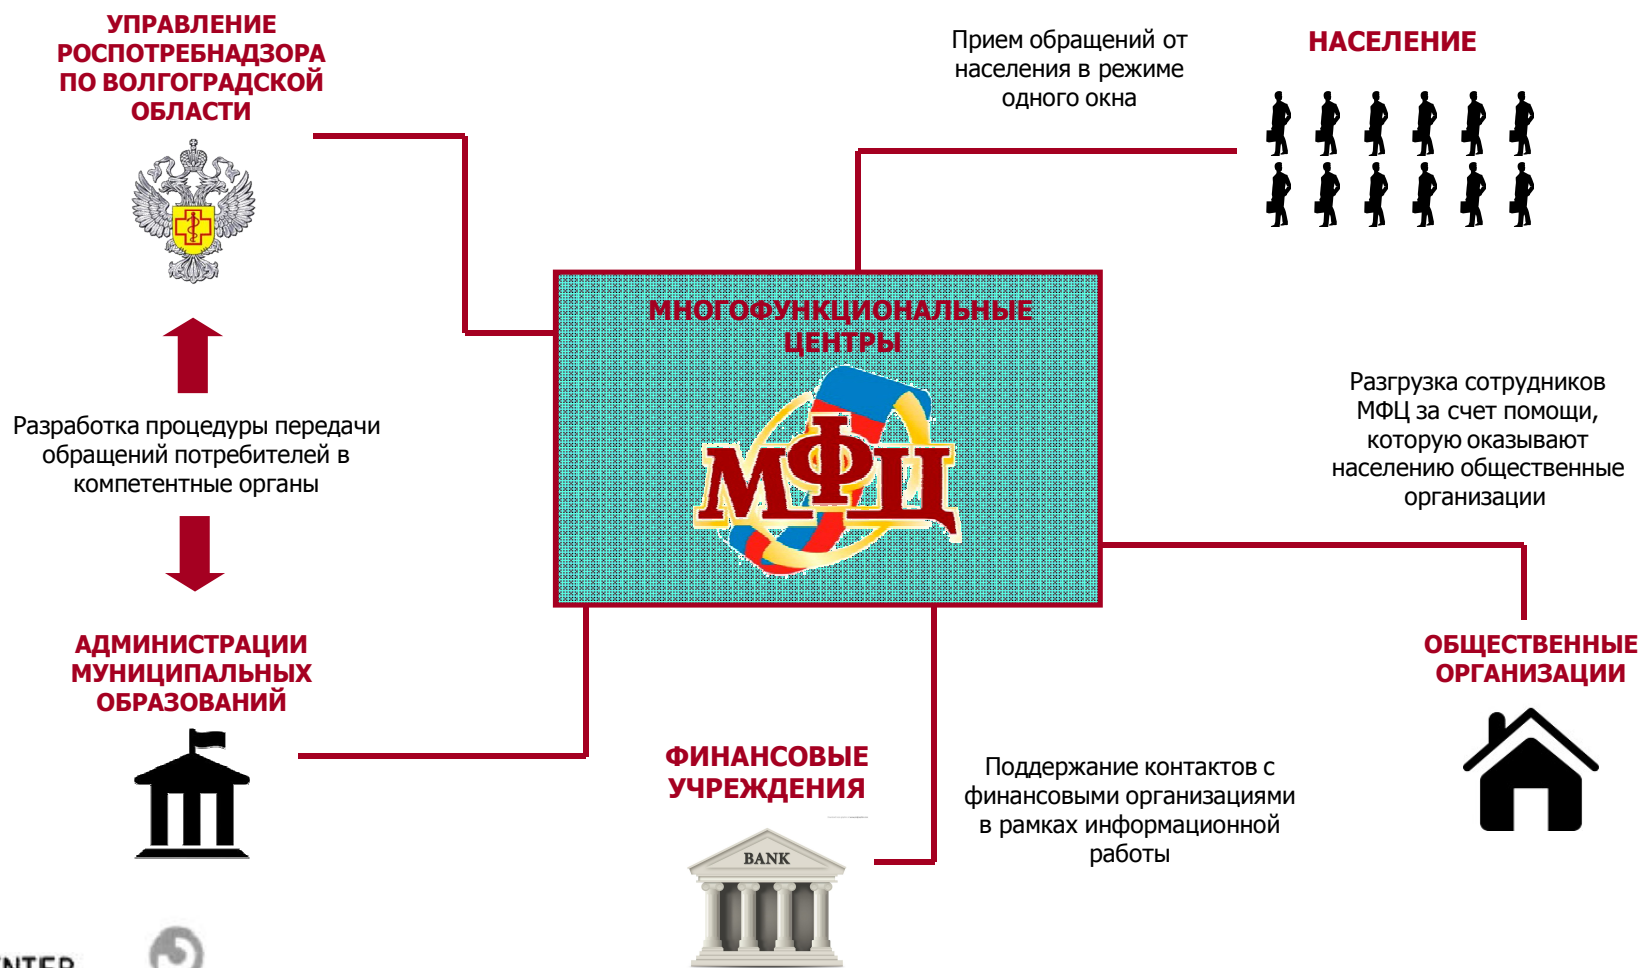 УПРАВЛЕНИЕ
РОСПОТРЕБНАДЗОРА
ПО ВОЛГОГРАДСКОЙ
ОБЛАСТИ
Прием обращений от
населения в режиме
одного окна
НАСЕЛЕНИЕ
МНОГОФУНКЦИОНАЛЬНЫЕ
ЦЕНТРЫ
МФЦ
Разработка процедуры передачи
обращений потребителей в
компетентные органы
Разгрузка сотрудников
МФЦ за счет помощи,
которую оказывают
населению общественные
организации
АДМИНИСТРАЦИИ
МУНИЦИПАЛЬНЫХ
ОБРАЗОВАНИЙ
ОБЩЕСТВЕННЫЕ
ОРГАНИЗАЦИИ
ФИНАНСОВЫЕ
УЧРЕЖДЕНИЯ
BANK
Поддержание контактов с
финансовыми организациями
в рамках информационной
работы